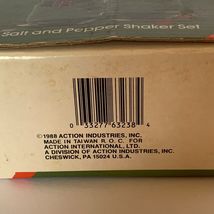 Salt and Pepper Shaker Set
0 33277 63238 4
©1988 ACTION INDUSTRIES, INC.
MADE IN TAIWAN R.O.C. FOR
ACTION INTERNATIONAL, LTD.
A DIVISION OF ACTION INDUSTRIES, INC.
CHESWICK, PA 15024 U.S.A.